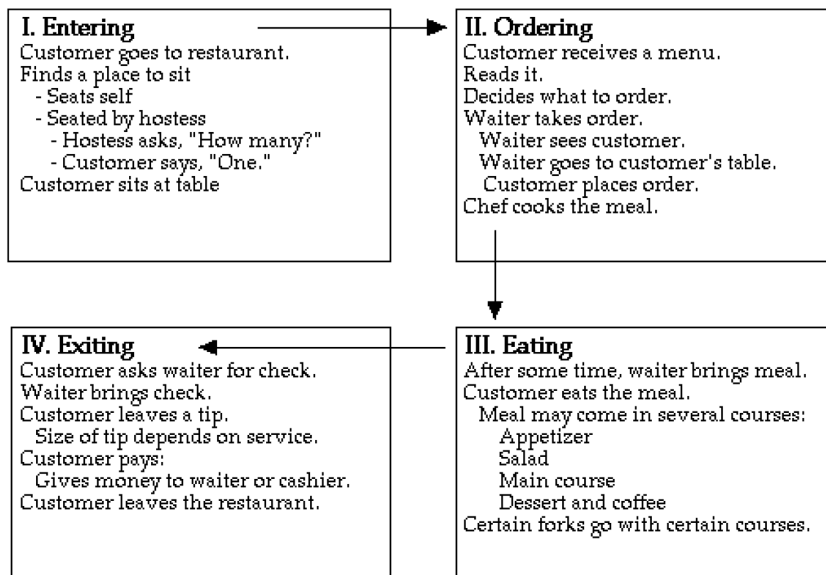 I. Entering
Customer goes to restaurant.
Finds a place to sit
- Seats self
- Seated by hostess
- Hostess asks, "How many?"
- Customer says, "One."
Customer sits at table
II. Ordering
Customer receives a menu.
Reads it.
Decides what to order.
Waiter takes order.
Waiter sees customer.
Waiter goes to customer's table.
Customer places order.
Chef cooks the meal.
III. Eating
After some time, waiter brings meal.
Customer eats the meal.
Meal may come in several courses:
Appetizer
Salad
Main course
Dessert and coffee
Certain forks go with certain courses.
IV. Exiting
Customer asks waiter for check.
Waiter brings check.
Customer leaves a tip.
Size of tip depends on service.
Customer pays:
Gives money to waiter or cashier.
Customer leaves the restaurant.